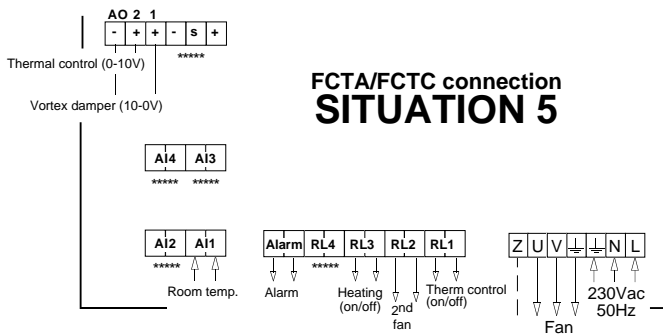 AO 2 1
- + + - s +
Thermal control (0-10V)
*****
Vortex damper (10-0V)
FCTA/FCTC connection
SITUATION 5
AI4 AI3
***** *****
AI2 AI1
*****
Room temp.
Alarm RL4 RL3 RL2 RL1
*****
Alarm
Heating
(on/off)
2nd
fan
Therm control
(on/off)
Z U V N L
230Vac
50Hz
Fan